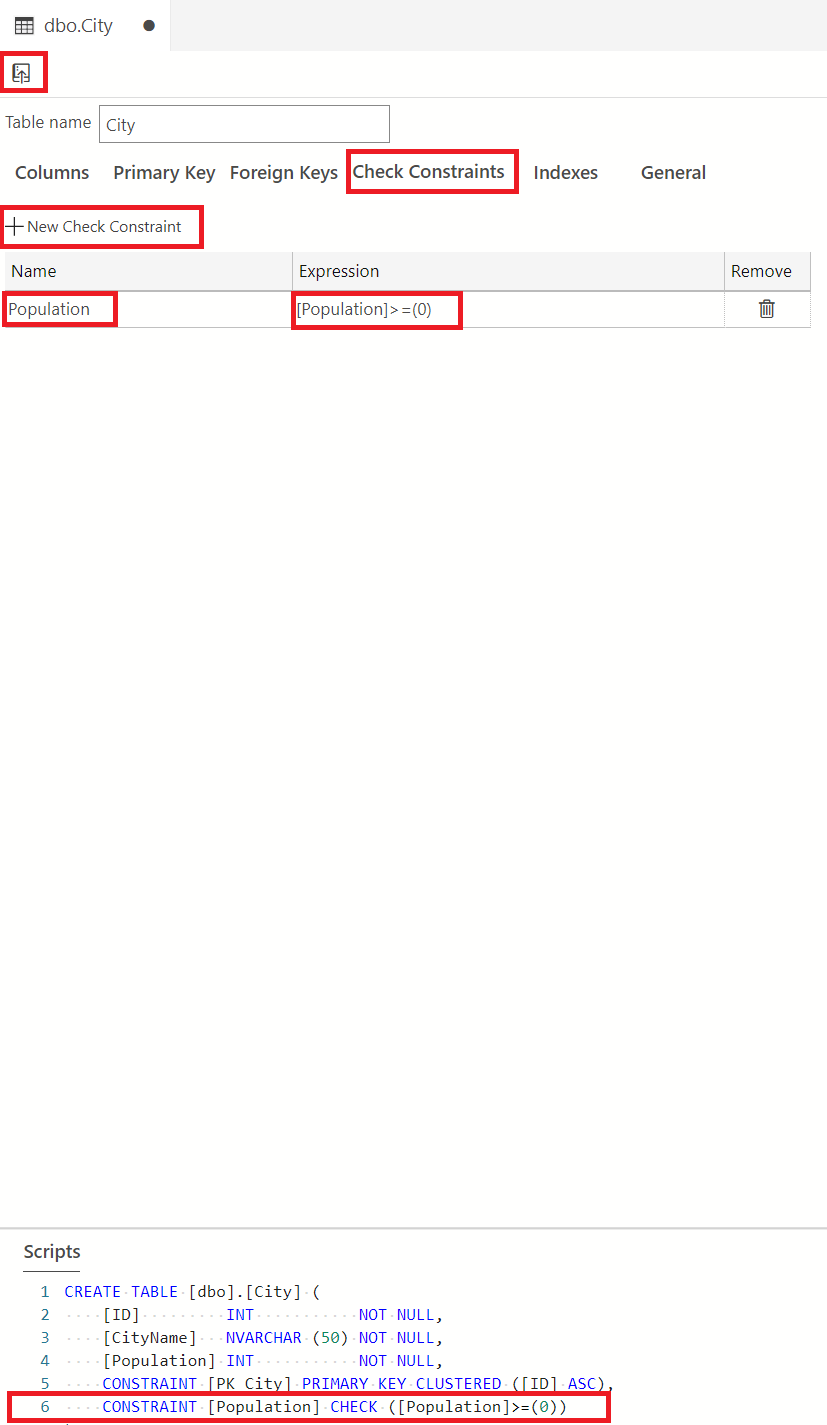 dbo.City
Table name City
Columns Primary Key Foreign Keys Check Constraints Indexes General
New Check Constraint
Name Expression Remove
Population [Population]>=(0)
Scripts
1 CREATE TABLE [dbo].[City] (
2 [ID] INT NOT NULL,
3 [CityName] NVARCHAR (50) NOT NULL,
4 [Population] INT NOT NULL,
5 CONSTRAINT [PK_City] PRIMARY KEY CLUSTERED ([ID] ASC),
6 CONSTRAINT [Population] CHECK ([Population]>=(0))